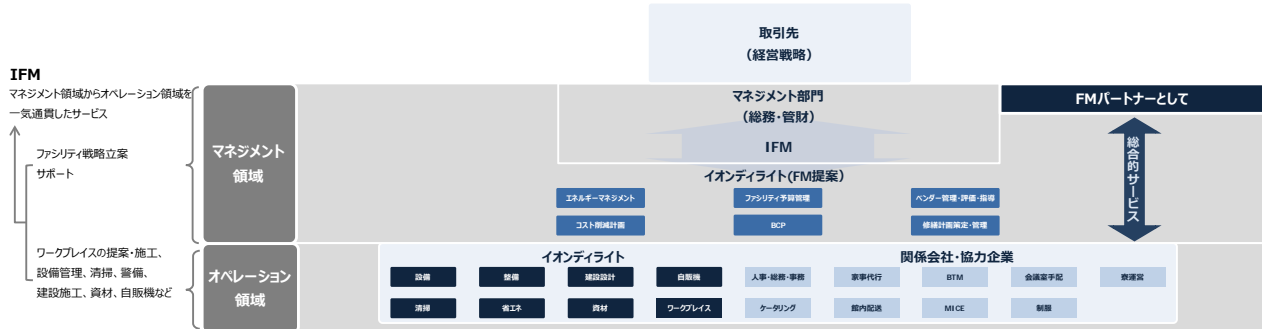 取引先
(経営戦略)
IFM
マネジメント領域からオペレーション領域を
一気通貫したサービス
ファシリティ戦略立案
サポート
ワークプレイスの提案・施工、
設備管理、清掃、警備、
建設施工、資材、自販機など
マネジメント
領域
マネジメント部門
(総務・管財)
IFM
イオンディライト(FM提案)
エネルギーマネジメント
ファシリティ予算管理
ベンダー管理・評価・指導
コスト削減計画
BCP
修繕計画策定・管理
FMパートナーとして
総合的サービス
オペレーション
領域
イオンディライト
関係会社・協力企業
設備
整備
建設設計
自販機
人事・総務・事務
家事代行
BTM
会議室手配
寮運営
清掃
省エネ
資材
ワークプレイス
ケータリング
館内配送
MICE
制服